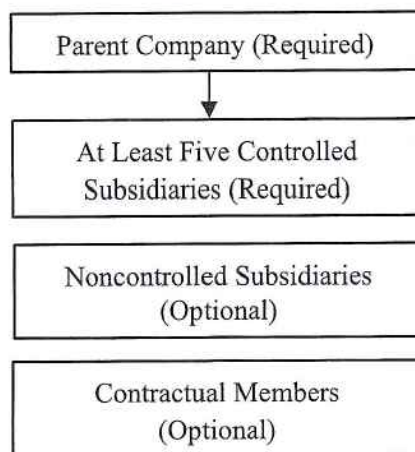 Parent Company (Required)
At Least Five Controlled
Subsidiaries (Required)
Noncontrolled Subsidiaries
(Optional)
Contractual Members
(Optional)